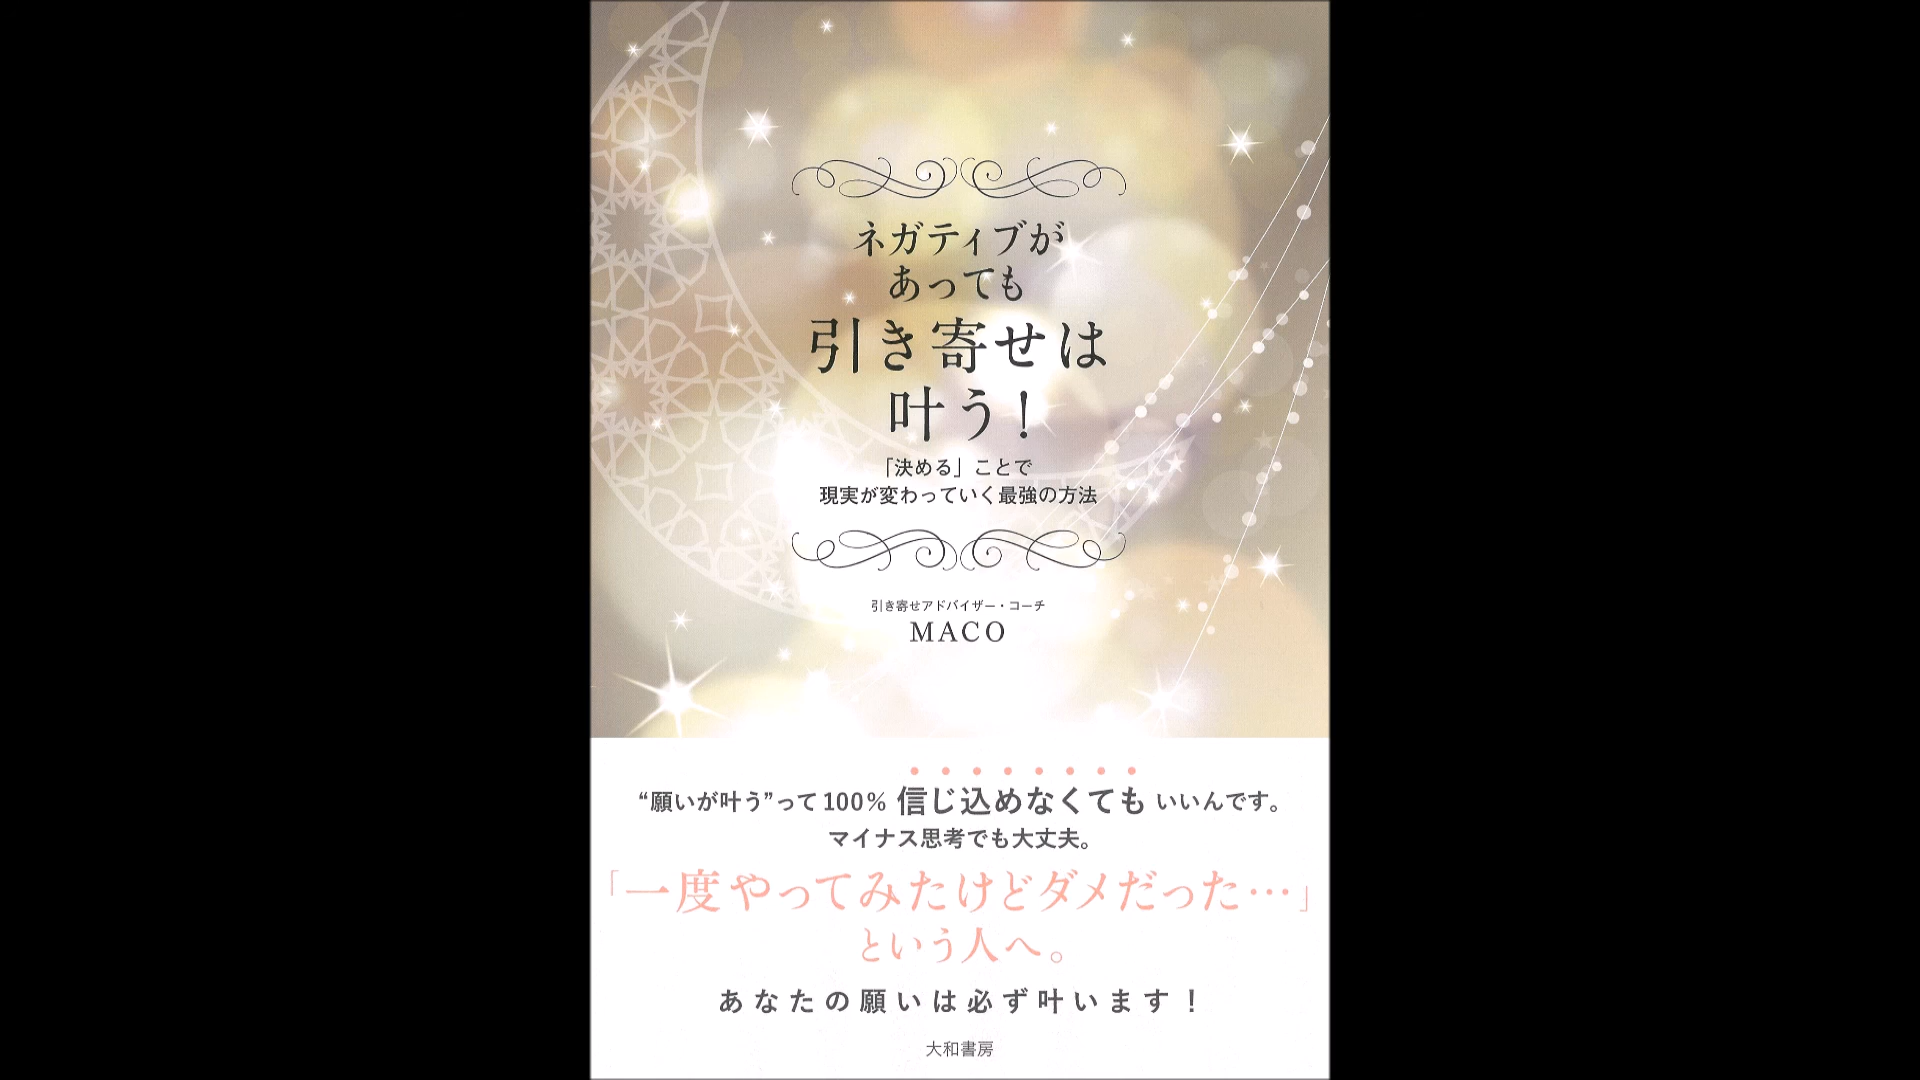 ネガティブが
あっても
引き寄せは
叶う!
「決める」ことで
現実が変わっていく最強の方法
引き寄せアドバイザー・コーチ
MACO
“願いが叶う”って100% 信じ込めなくても いいんです。
マイナス思考でも大丈夫。
「一度やってみたけどダメだった…」
という人へ。
あなたの願いは必ず叶います!
大和書房